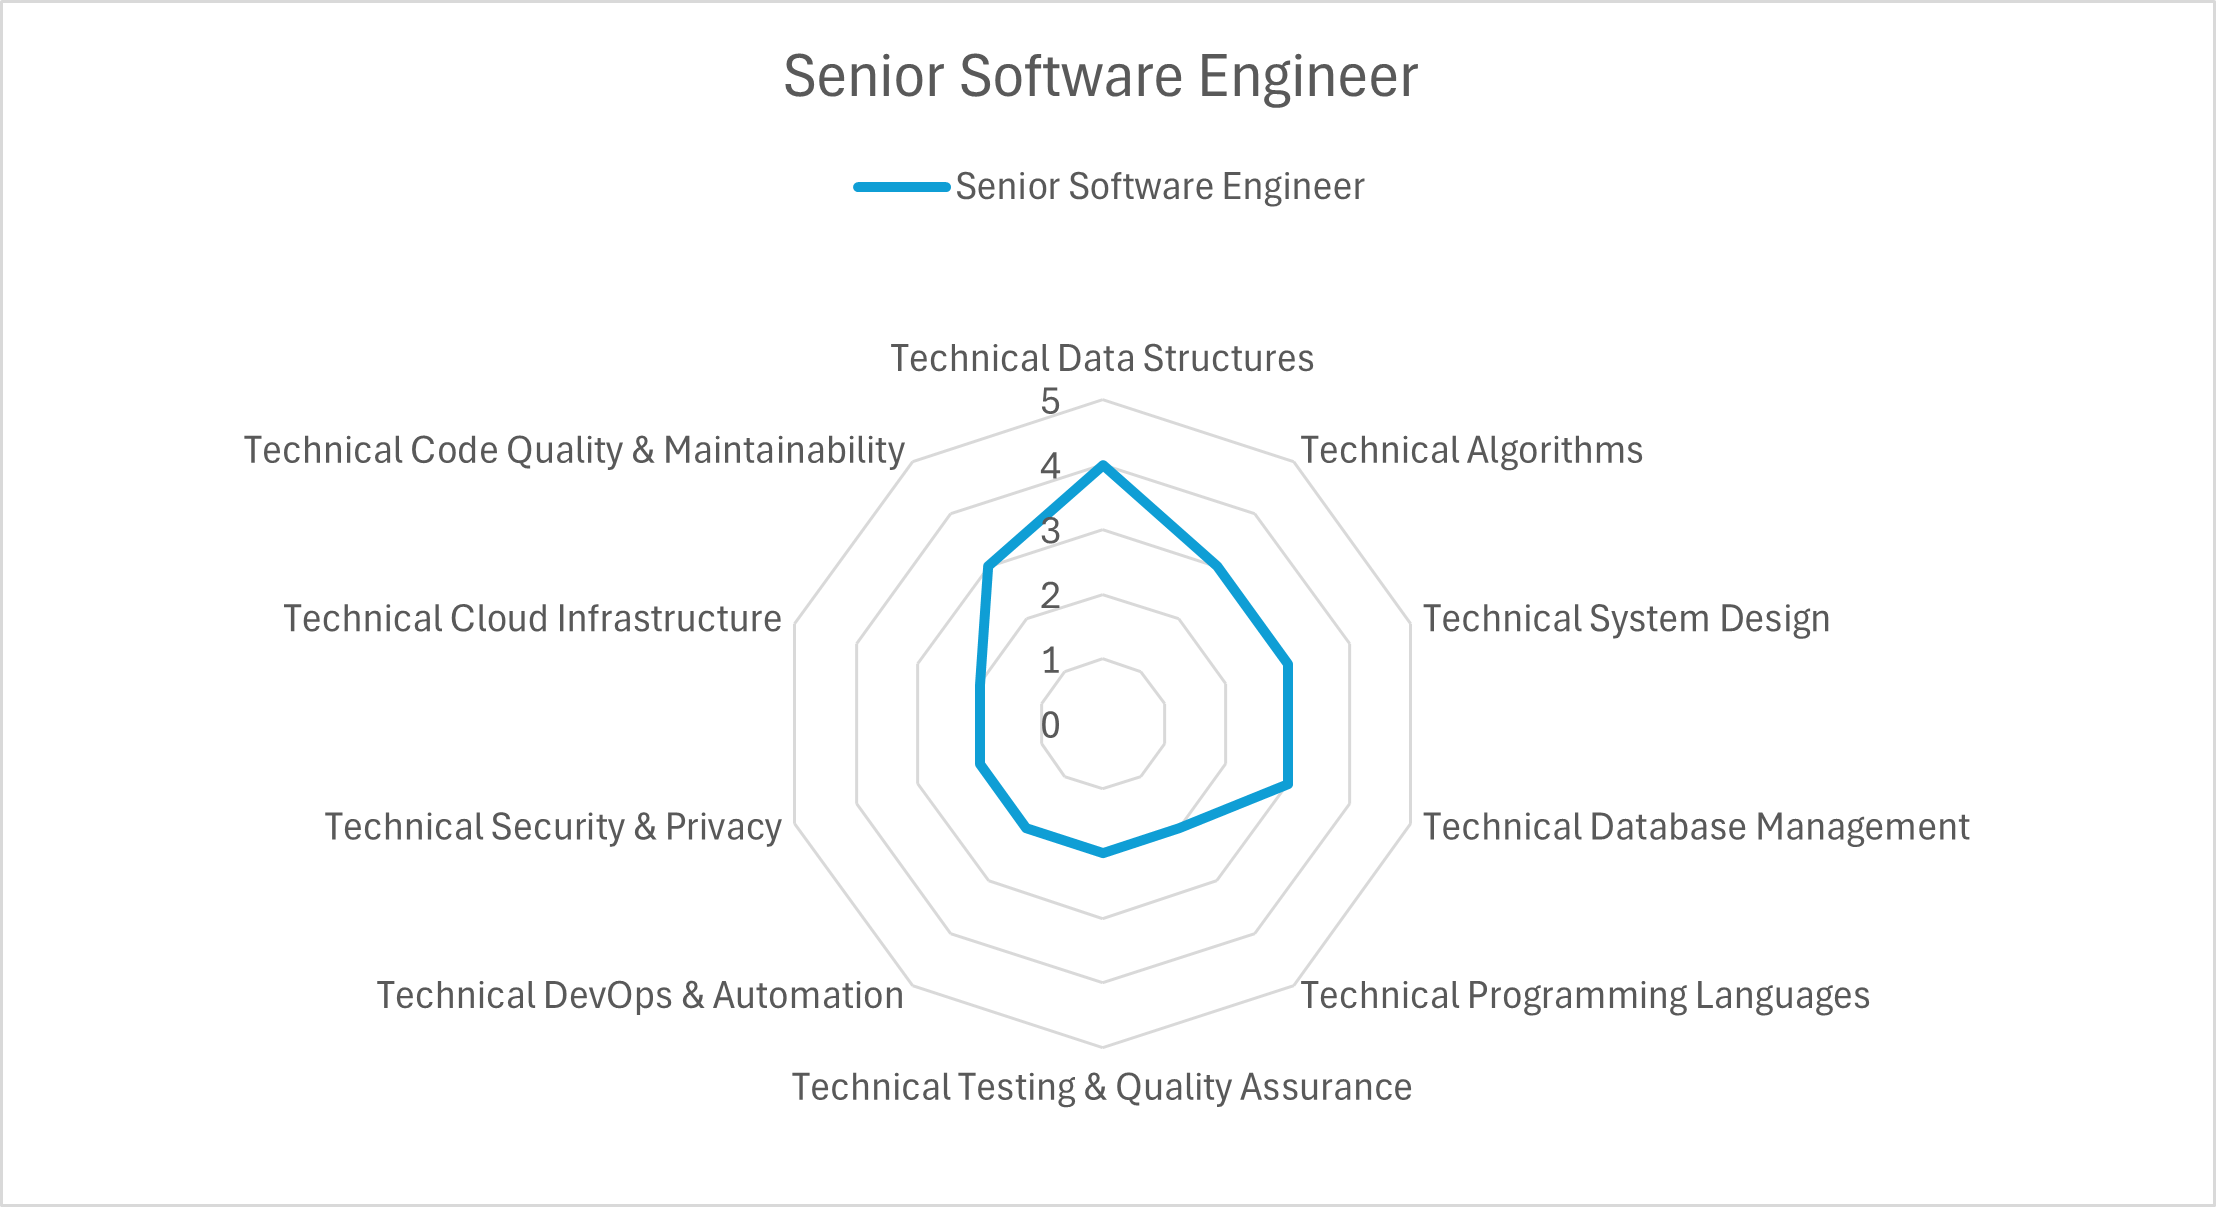 Senior Software Engineer
Senior Software Engineer
Technical Data Structures
5
Technical Code Quality & Maintainability
Technical Algorithms
4
3
2
Technical Cloud Infrastructure
Technical System Design
1
0
Technical Security & Privacy
Technical Database Management
Technical DevOps & Automation
Technical Programming Languages
Technical Testing & Quality Assurance